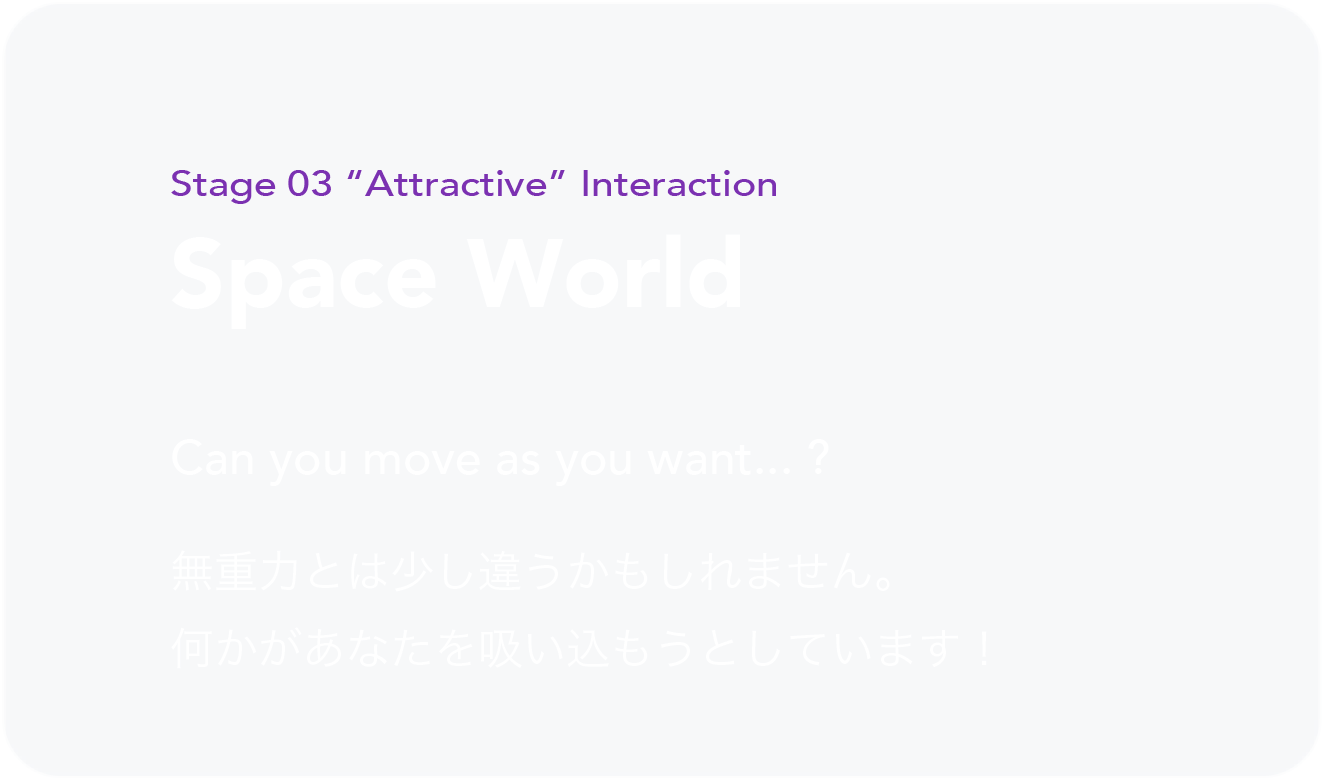 Stage 03 “Attractive” Interaction
Space World
Can you move as you want... ?
無重力とは少し違うかもしれません。
何かがあなたを吸い込もうとしています！